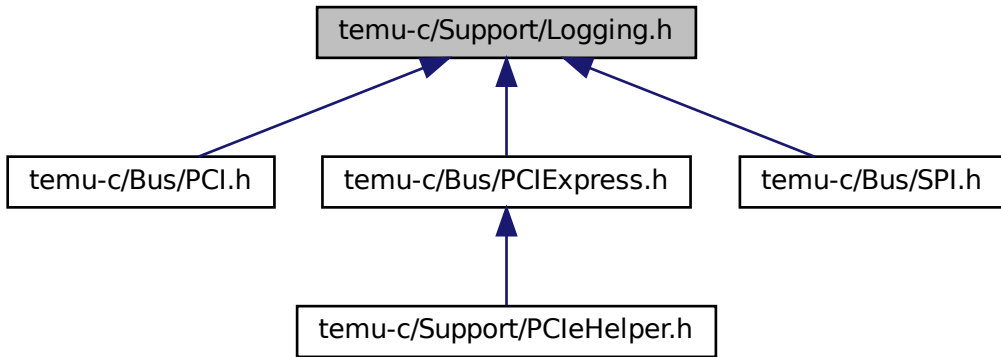 temu-c/Support/Logging.h
temu-c/Bus/PCI.h
temu-c/Bus/PCIExpress.h
temu-c/Bus/SPI.h
temu-c/Support/PCIeHelper.h